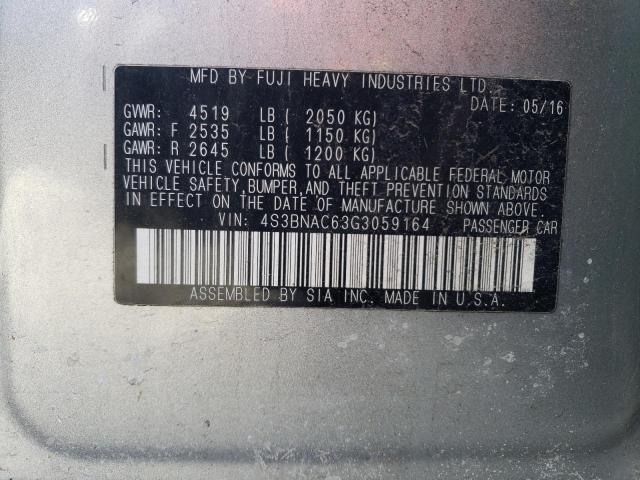 MFD BY FUJI HEAVY INDUSTRIES LTD.
DATE: 05/16
GVWR: 4519 LB ( 2050 KG)
GAWR: F 2535 LB ( 1150 KG)
GAWR: R 2645 LB ( 1200 KG)
THIS VEHICLE CONFORMS TO ALL APPLICABLE FEDERAL MOTOR
VEHICLE SAFETY, BUMPER, AND THEFT PREVENTION STANDARDS
IN EFFECT ON THE DATE OF MANUFACTURE SHOWN ABOVE.
VIN: 4S3BNAC63G3059164 PASSENGER CAR
ASSEMBLED BY SIA INC. MADE IN U.S.A.